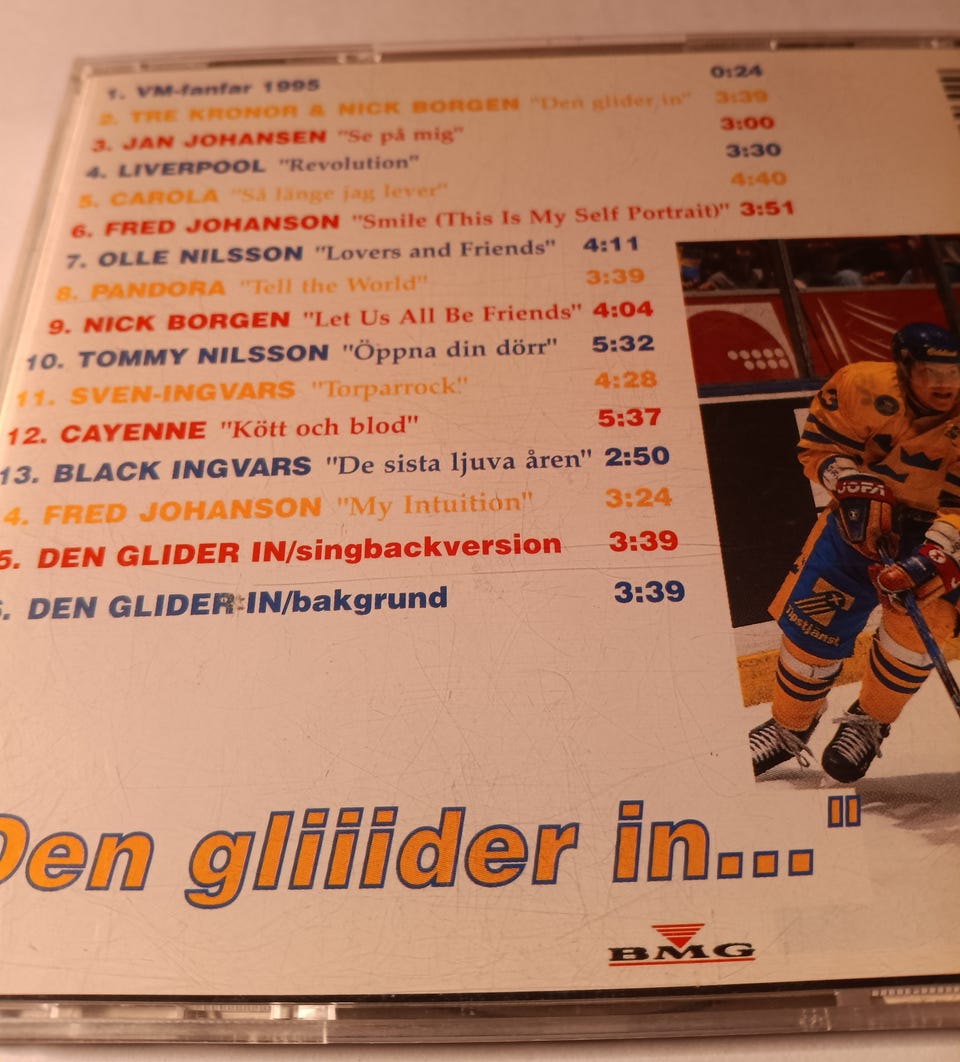 1. VM-fanfar 1995 0:24
2. TRE KRONOR & NICK BORGEN "Den glider in" 3:39
3. JAN JOHANSEN "Se på mig" 3:00
4. LIVERPOOL "Revolution" 3:30
5. CAROLA "Så länge jag lever" 4:40
6. FRED JOHANSON "Smile (This Is My Self Portrait)" 3:51
7. OLLE NILSSON "Lovers and Friends" 4:11
8. PANDORA "Tell the World" 3:39
9. NICK BORGEN "Let Us All Be Friends" 4:04
10. TOMMY NILSSON "Öppna din dörr" 5:32
11. SVEN-INGVARS "Torparrock" 4:28
12. CAYENNE "Kött och blod" 5:37
13. BLACK INGVARS "De sista ljuva åren" 2:50
4. FRED JOHANSON "My Intuition" 3:24
5. DEN GLIDER IN/singbackversion 3:39
. DEN GLIDER IN/bakgrund 3:39
JOFA
Tipstjänst
Den gliiider in..."
BMG